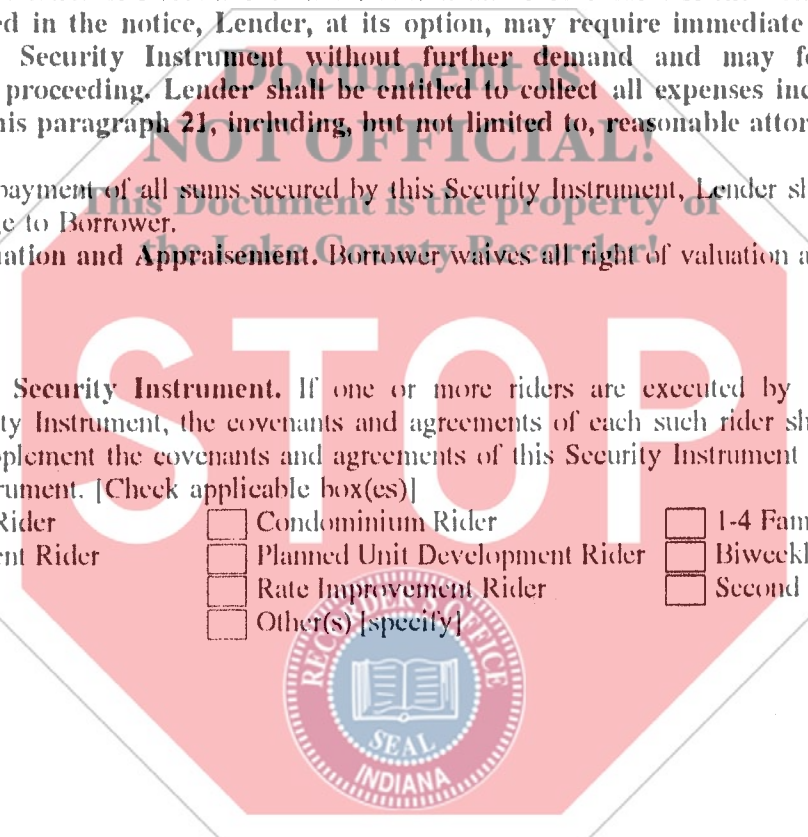 ed in the notice, Lender, at its option, may require immediate
Security Instrument without further demand and may fo
proceeding. Lender shall be entitled to collect all expenses inc
his paragraph 21, including, but not limited to, reasonable attor
payment of all sums secured by this Security Instrument, Lender sh
ge to Borrower.
uation and Appraisement. Borrower waives all right of valuation a
Document is
NOT OFFICIAL!
This Document is the property of
the Lake County Recorder!
STOP
Security Instrument. If one or more riders are executed by
ty Instrument, the covenants and agreements of each such rider sh
pplement the covenants and agreements of this Security Instrument
rument. [Check applicable box(es)]
Rider Condominium Rider 1-4 Fam
nt Rider Planned Unit Development Rider Biweekl
Rate Improvement Rider Second
Other(s) [specify]
RECORDER'S OFFICE
SEAL
INDIANA